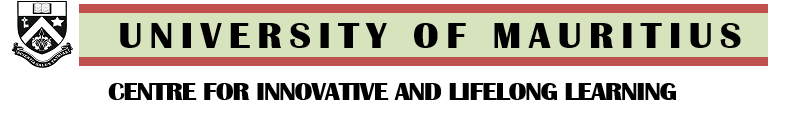 UNIVERSITY OF MAURITIUS
CENTRE FOR INNOVATIVE AND LIFELONG LEARNING